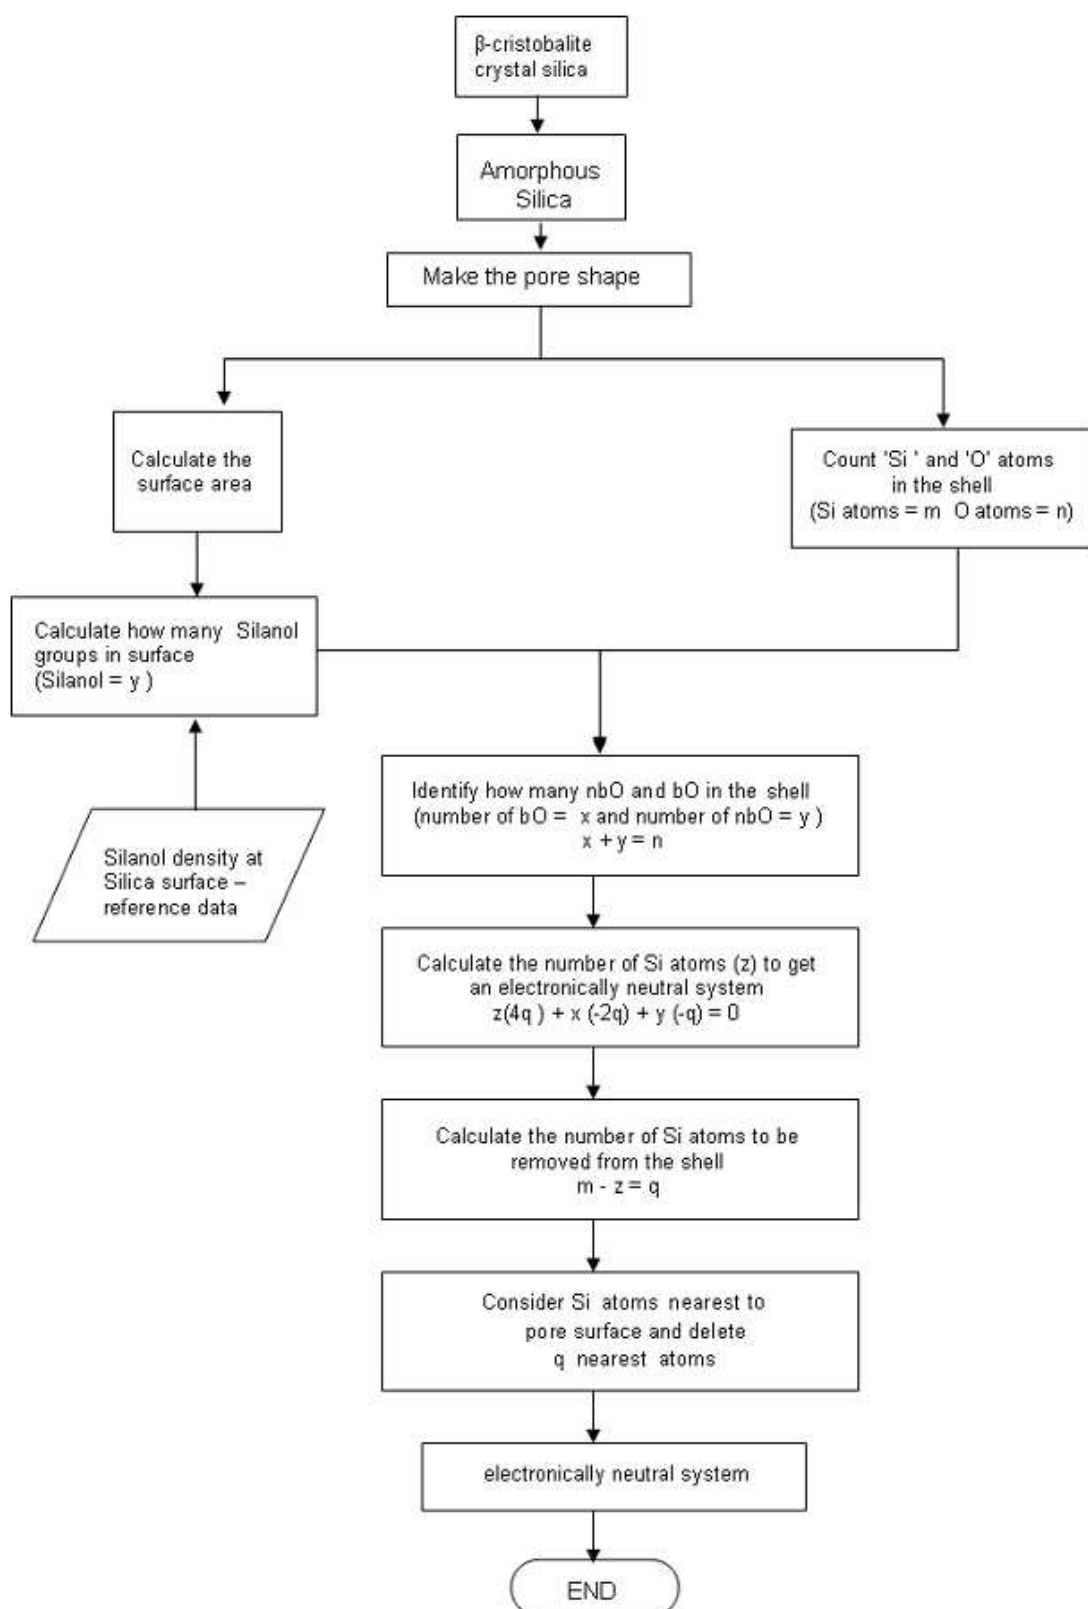 β-cristobalite
crystal silica
Amorphous
Silica
Make the pore shape
Calculate the
surface area
Count 'Si ' and 'O' atoms
in the shell
(Si atoms = m O atoms = n)
Calculate how many Silanol
groups in surface
(Silanol = y )
Silanol density at
Silica surface –
reference data
Identify how many nbO and bO in the shell
(number of bO = x and number of nbO = y )
x + y = n
Calculate the number of Si atoms (z) to get
an electronically neutral system
z(4q ) + x (-2q) + y (-q) = 0
Calculate the number of Si atoms to be
removed from the shell
m - z = q
Consider Si atoms nearest to
pore surface and delete
q nearest atoms
electronically neutral system
END